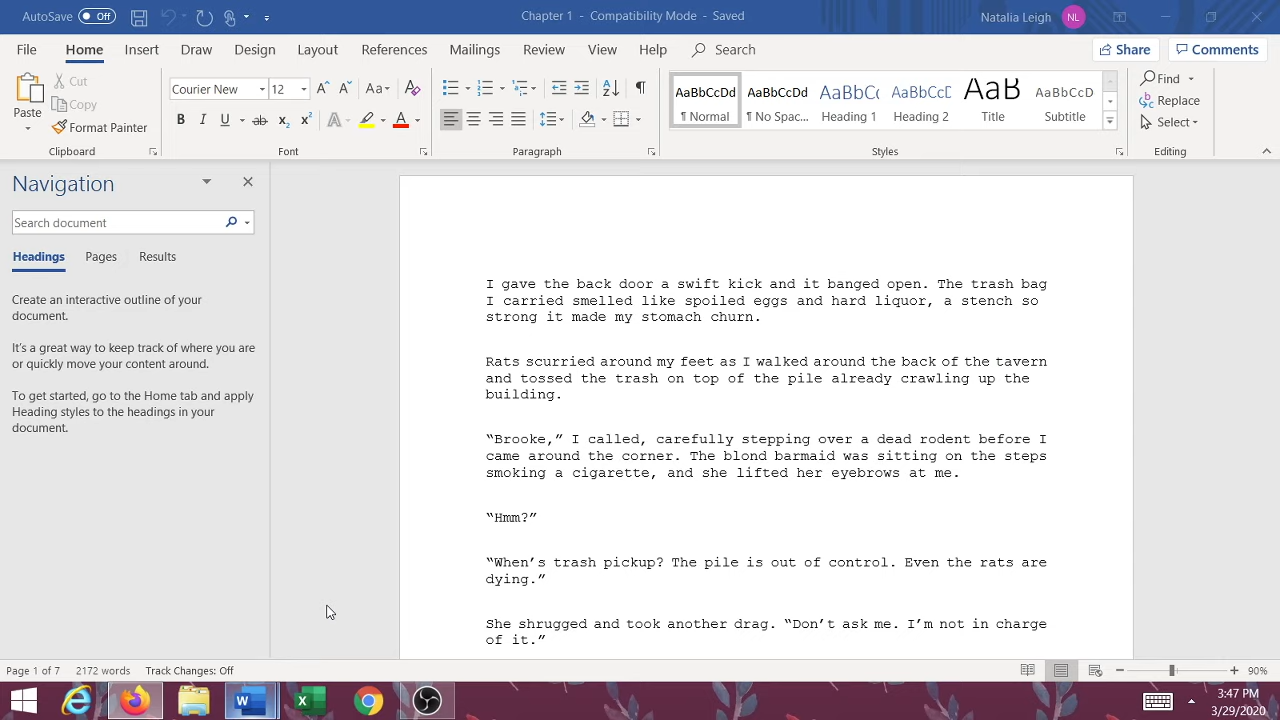 AutoSave Off
Chapter 1 - Compatibility Mode - Saved
Natalia Leigh NL
File Home Insert Draw Design Layout References Mailings Review View Help Search Share Comments
Paste
Cut
Copy
Format Painter
Clipboard
Courier New 12
Aa
B I U ab x₂ x² A A
Font
Paragraph
AaBbCcDd AaBbCcDd AaBbCc AaBbCcD AaB AaBbCcD
¶ Normal ¶ No Spac... Heading 1 Heading 2 Title Subtitle
Styles
Find
Replace
Select
Editing
Navigation
Search document
Headings Pages Results
Create an interactive outline of your
document.
It's a great way to keep track of where you are
or quickly move your content around.
To get started, go to the Home tab and apply
Heading styles to the headings in your
document.
I gave the back door a swift kick and it banged open. The trash bag
I carried smelled like spoiled eggs and hard liquor, a stench so
strong it made my stomach churn.
Rats scurried around my feet as I walked around the back of the tavern
and tossed the trash on top of the pile already crawling up the
building.
“Brooke,” I called, carefully stepping over a dead rodent before I
came around the corner. The blond barmaid was sitting on the steps
smoking a cigarette, and she lifted her eyebrows at me.
“Hmm?”
“When’s trash pickup? The pile is out of control. Even the rats are
dying.”
She shrugged and took another drag. “Don’t ask me. I’m not in charge
of it.”
Page 1 of 7 2172 words Track Changes: Off 90%
3:47 PM
3/29/2020